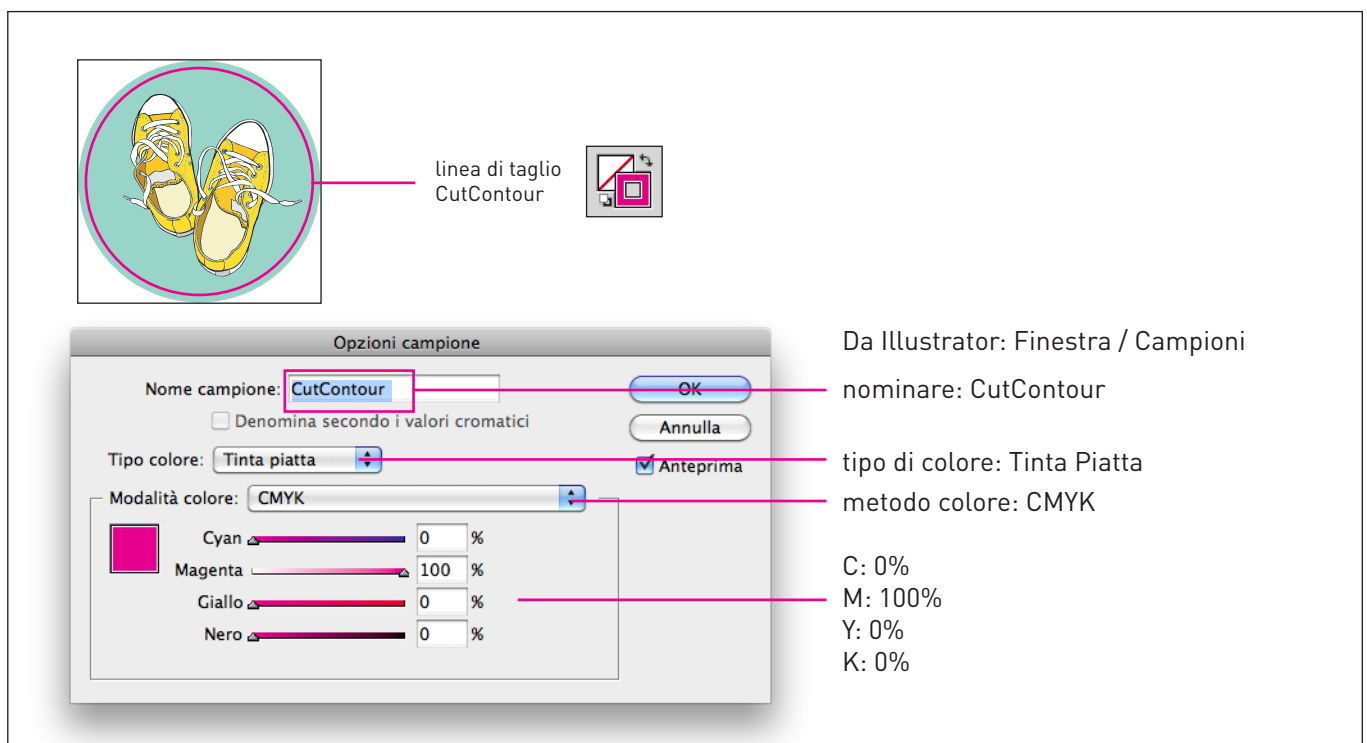 linea di taglio
CutContour
Opzioni campione
Nome campione: CutContour
OK
Denomina secondo i valori cromatici
Annulla
Tipo colore: Tinta piatta
Anteprima
Modalità colore: CMYK
Cyan 0 %
Magenta 100 %
Giallo 0 %
Nero 0 %
Da Illustrator: Finestra / Campioni
nominare: CutContour
tipo di colore: Tinta Piatta
metodo colore: CMYK
C: 0%
M: 100%
Y: 0%
K: 0%